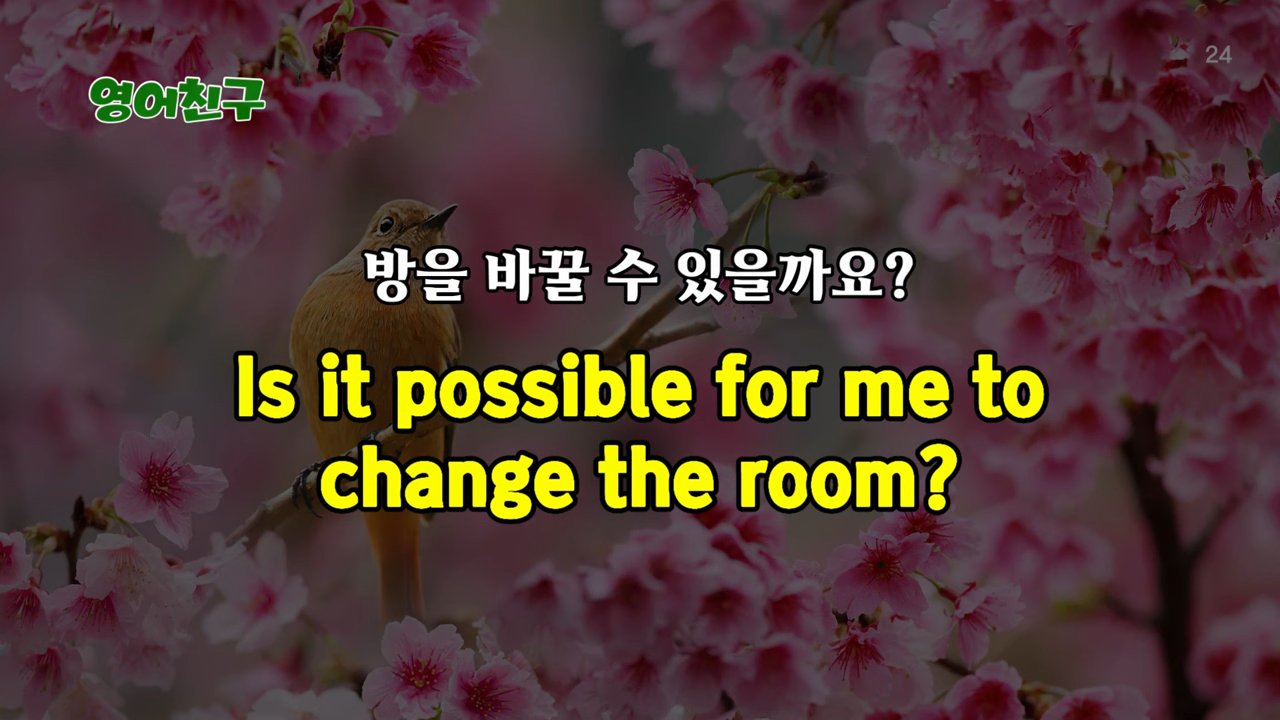 영어친구
24
방을 바꿀 수 있을까요?
Is it possible for me to
change the room?